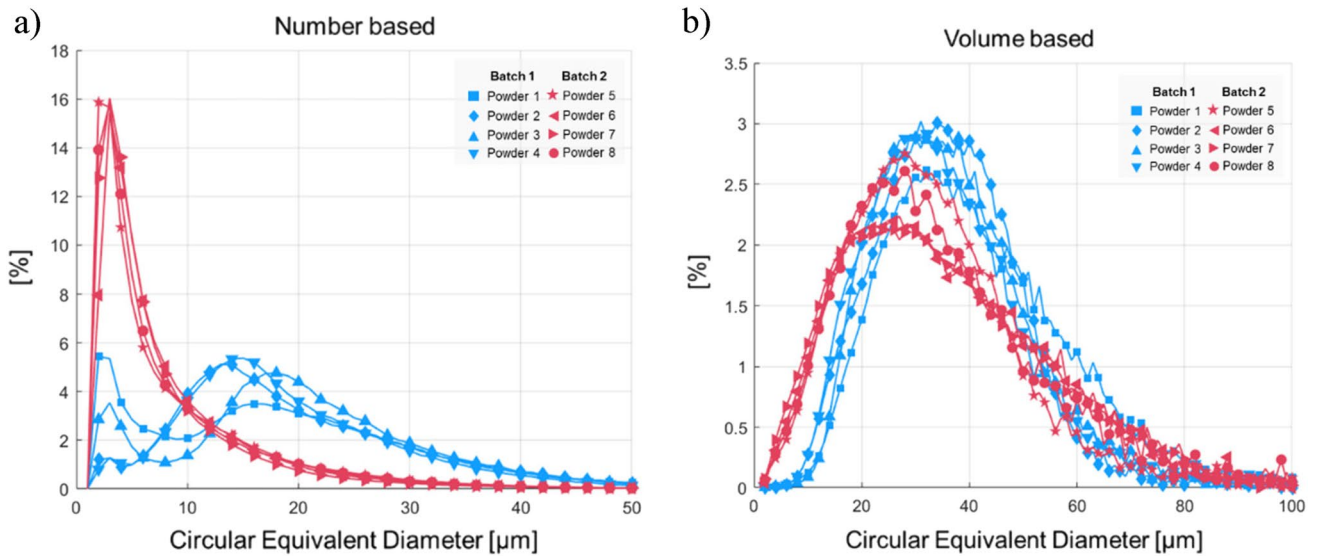 a)
Number based
18
16
14
12
10
8
6
4
2
0
[%]
Batch 1 Batch 2
Powder 1 Powder 5
Powder 2 Powder 6
Powder 3 Powder 7
Powder 4 Powder 8
0 10 20 30 40 50
Circular Equivalent Diameter [µm]
b)
Volume based
3.5
3
2.5
2
1.5
1
0.5
0
[%]
Batch 1 Batch 2
Powder 1 Powder 5
Powder 2 Powder 6
Powder 3 Powder 7
Powder 4 Powder 8
0 20 40 60 80 100
Circular Equivalent Diameter [µm]